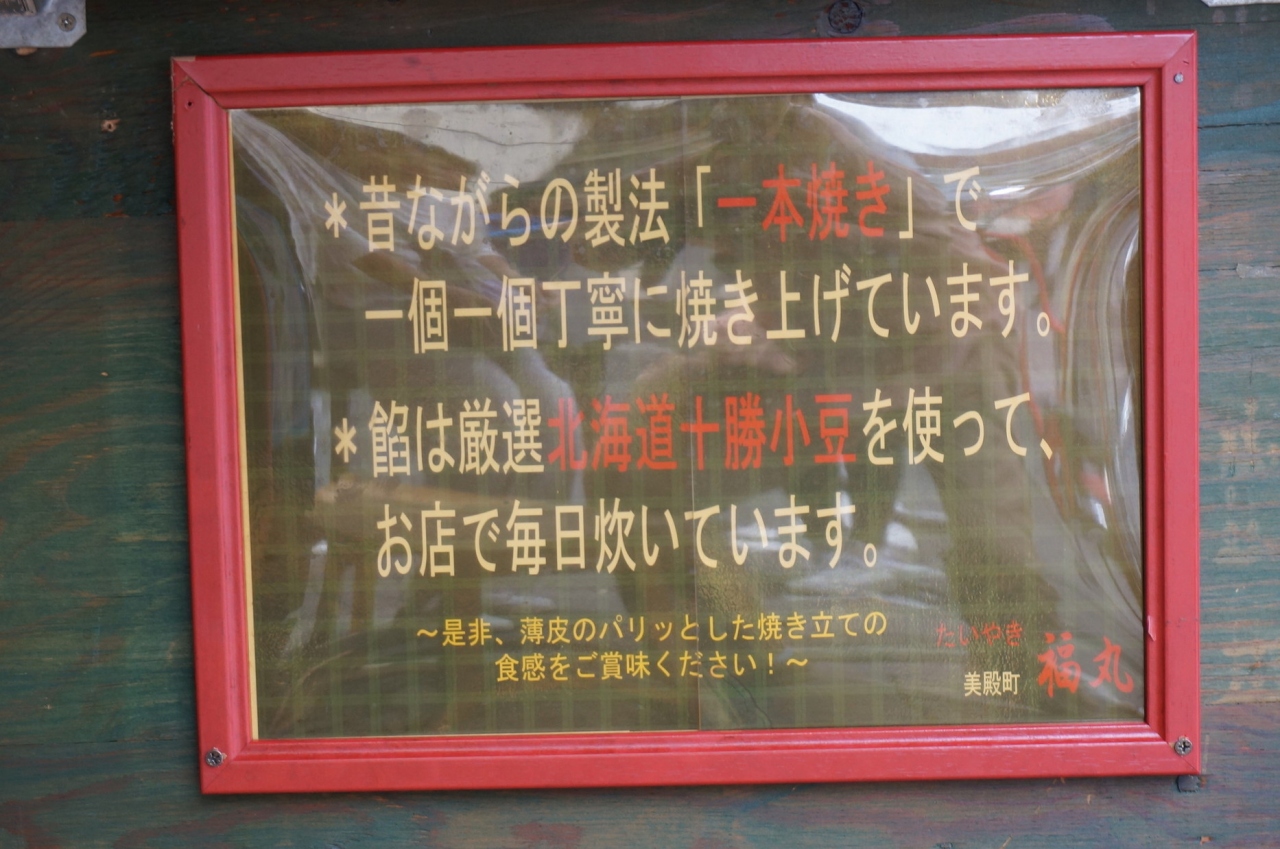 ＊昔ながらの製法「一本焼き」で
一個一個丁寧に焼き上げています。
＊餡は厳選北海道十勝小豆を使って、
お店で毎日炊いています。
～是非、薄皮のパリッとした焼き立ての
食感をご賞味ください！～
たいやき
美殿町 福丸